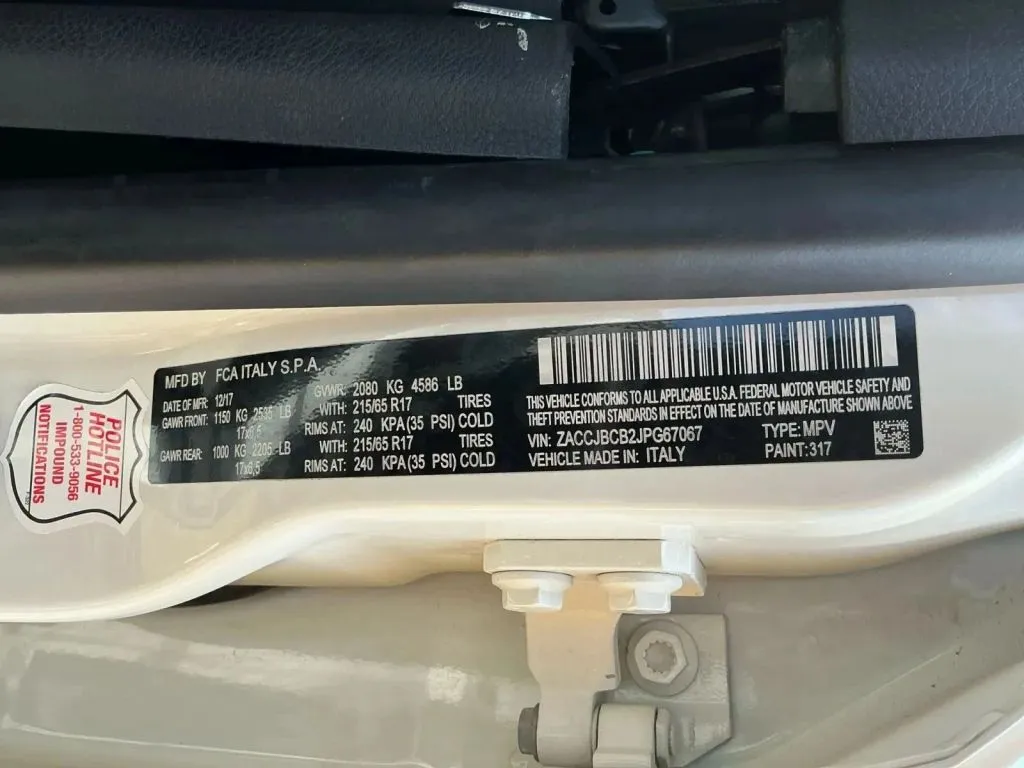 MFD BY FCA ITALY S.P.A.
DATE OF MFR: 12/17 GVWR: 2080 KG 4586 LB
GAWR FRONT: 1150 KG 2535 LB WITH: 215/65 R17 TIRES
17x6,5 RIMS AT: 240 KPA(35 PSI) COLD
GAWR REAR: 1000 KG 2205 LB WITH: 215/65 R17 TIRES
17x6,5 RIMS AT: 240 KPA(35 PSI) COLD
THIS VEHICLE CONFORMS TO ALL APPLICABLE U.S.A. FEDERAL MOTOR VEHICLE SAFETY AND
THEFT PREVENTION STANDARDS IN EFFECT ON THE DATE OF MANUFACTURE SHOWN ABOVE.
VIN: ZACCJBCB2JPG67067 TYPE: MPV
VEHICLE MADE IN: ITALY PAINT:317
POLICE
HOTLINE
1-800-533-9056
IMPOUND
NOTIFICATIONS